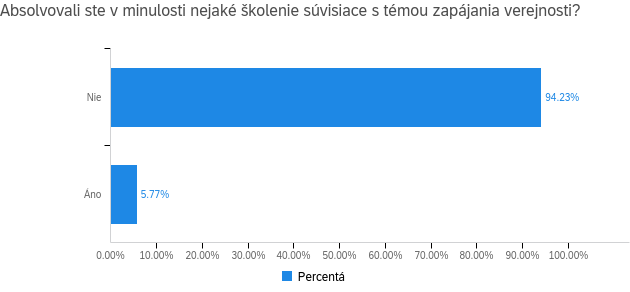 Absolvovali ste v minulosti nejaké školenie súvisiace s témou zapájania verejnosti?
Nie
94.23%
Áno
5.77%
0.00% 10.00% 20.00% 30.00% 40.00% 50.00% 60.00% 70.00% 80.00% 90.00% 100.00%
Percentá